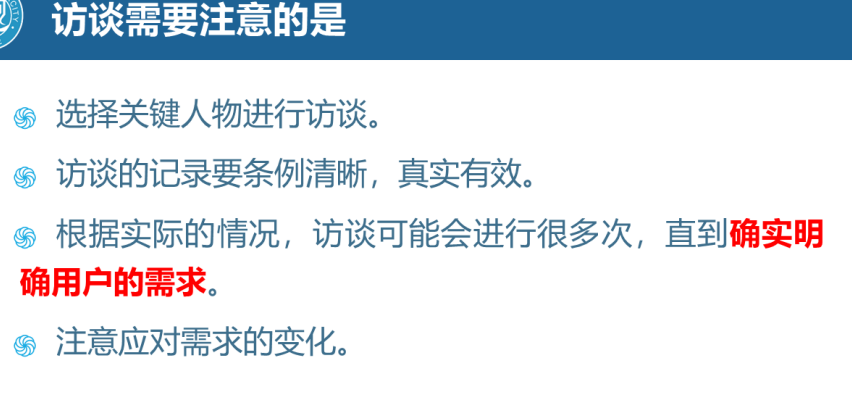 访谈需要注意的是
选择关键人物进行访谈。
访谈的记录要条例清晰，真实有效。
根据实际的情况，访谈可能会进行很多次，直到确实明
确用户的需求。
注意应对需求的变化。